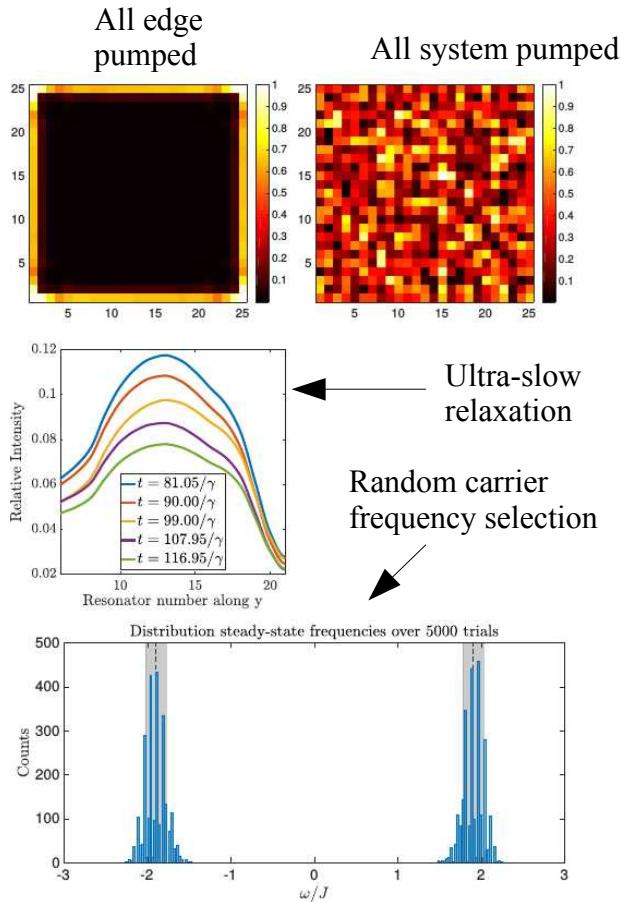 All edge
pumped
All system pumped
25
20
15
10
5
5 10 15 20 25
1
0.9
0.8
0.7
0.6
0.5
0.4
0.3
0.2
0.1
25
20
15
10
5
5 10 15 20 25
1
0.9
0.8
0.7
0.6
0.5
0.4
0.3
0.2
0.1
0.12
0.1
0.08
0.06
0.04
0.02
Relative Intensity
t = 81.05/γ
t = 90.00/γ
t = 99.00/γ
t = 107.95/γ
t = 116.95/γ
10 15 20
Resonator number along y
Ultra-slow
relaxation
Random carrier
frequency selection
Distribution steady-state frequencies over 5000 trials
500
400
300
200
100
0
Counts
-3 -2 -1 0 1 2 3
ω/J